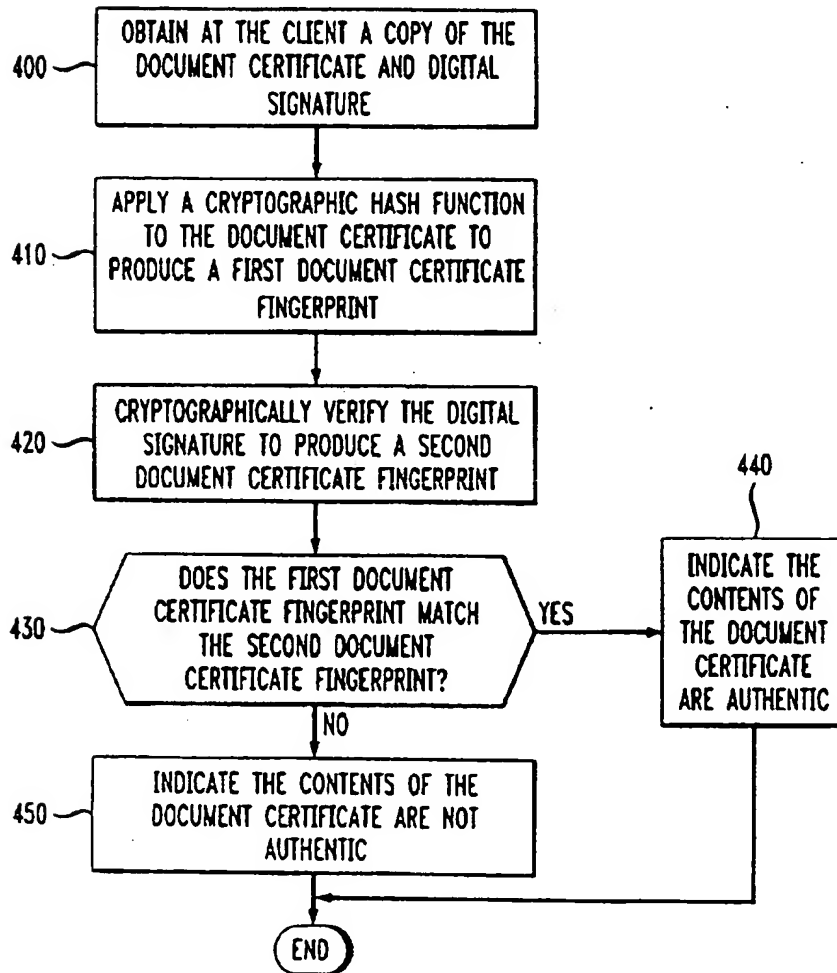 400
OBTAIN AT THE CLIENT A COPY OF THE
DOCUMENT CERTIFICATE AND DIGITAL
SIGNATURE
410
APPLY A CRYPTOGRAPHIC HASH FUNCTION
TO THE DOCUMENT CERTIFICATE TO
PRODUCE A FIRST DOCUMENT CERTIFICATE
FINGERPRINT
420
CRYPTOGRAPHICALLY VERIFY THE DIGITAL
SIGNATURE TO PRODUCE A SECOND
DOCUMENT CERTIFICATE FINGERPRINT
430
DOES THE FIRST DOCUMENT
CERTIFICATE FINGERPRINT MATCH
THE SECOND DOCUMENT
CERTIFICATE FINGERPRINT?
YES
440
INDICATE THE
CONTENTS OF
THE DOCUMENT
CERTIFICATE
ARE AUTHENTIC
NO
450
INDICATE THE CONTENTS OF THE
DOCUMENT CERTIFICATE ARE NOT
AUTHENTIC
END